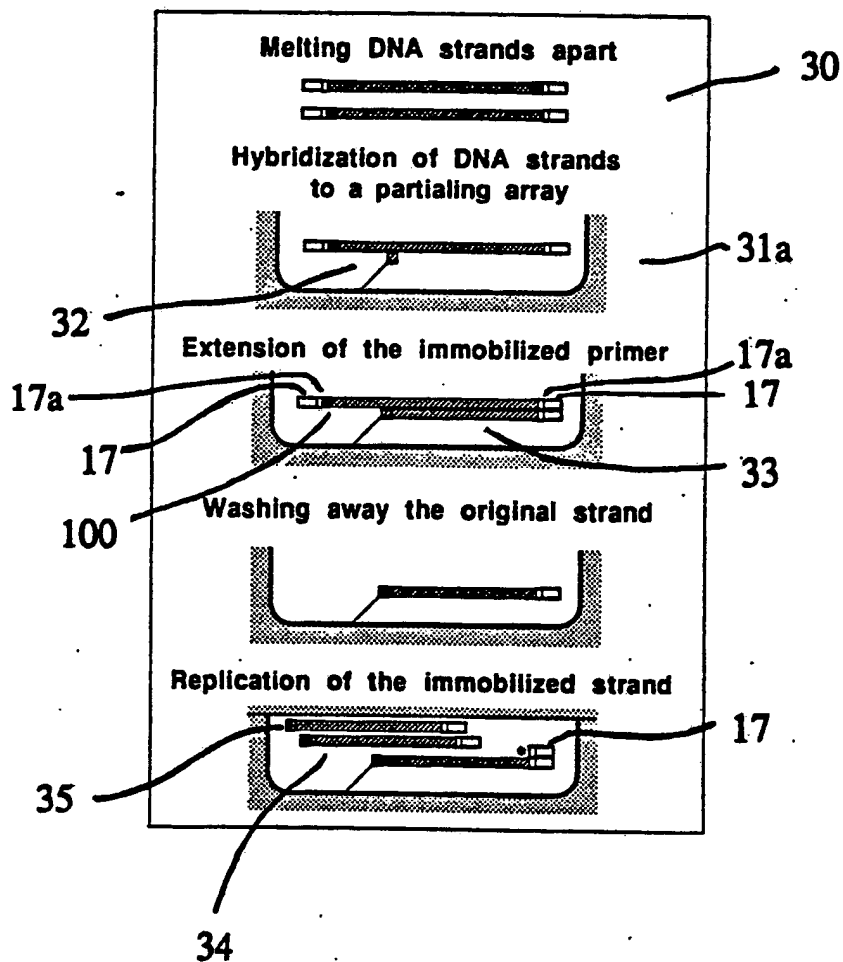 Melting DNA strands apart
30
Hybridization of DNA strands
to a partialing array
31a
32
Extension of the immobilized primer
17a
17a
17
17
33
100
Washing away the original strand
Replication of the immobilized strand
17
35
34